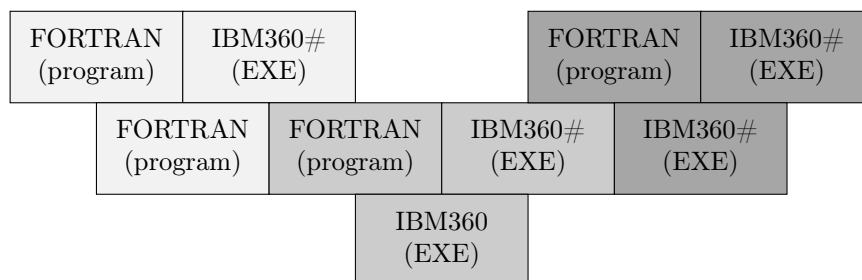 FORTRAN IBM360# FORTRAN IBM360#
(program) (EXE) (program) (EXE)
FORTRAN FORTRAN IBM360# IBM360#
(program) (program) (EXE) (EXE)
IBM360
(EXE)